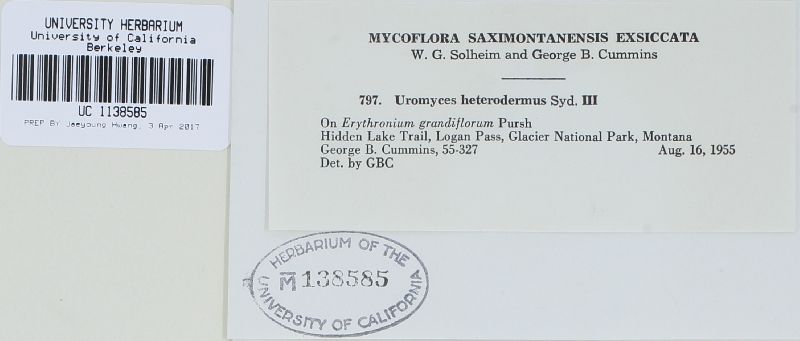 UNIVERSITY HERBARIUM
University of California
Berkeley
UC 1138585
PREP BY Jaeyoung Hwang, 3 Apr 2017
MYCOFLORA SAXIMONTANENSIS EXSICCATA
W. G. Solheim and George B. Cummins
797. Uromyces heterodermus Syd. III
On Erythronium grandiflorum Pursh
Hidden Lake Trail, Logan Pass, Glacier National Park, Montana
George B. Cummins, 55-327 Aug. 16, 1955
Det. by GBC
HERBARIUM OF THE
M 138585
UNIVERSITY OF CALIFORNIA